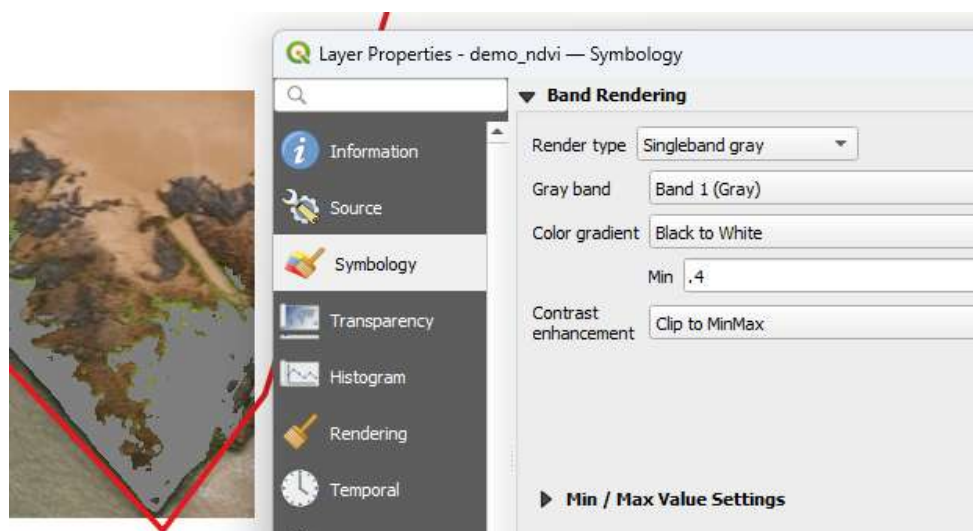 Layer Properties - demo_ndvi — Symbology
Band Rendering
Information
Render type Singleband gray
Gray band Band 1 (Gray)
Source
Color gradient Black to White
Symbology
Min .4
Transparency
Contrast enhancement Clip to MinMax
Histogram
Rendering
Temporal
Min / Max Value Settings